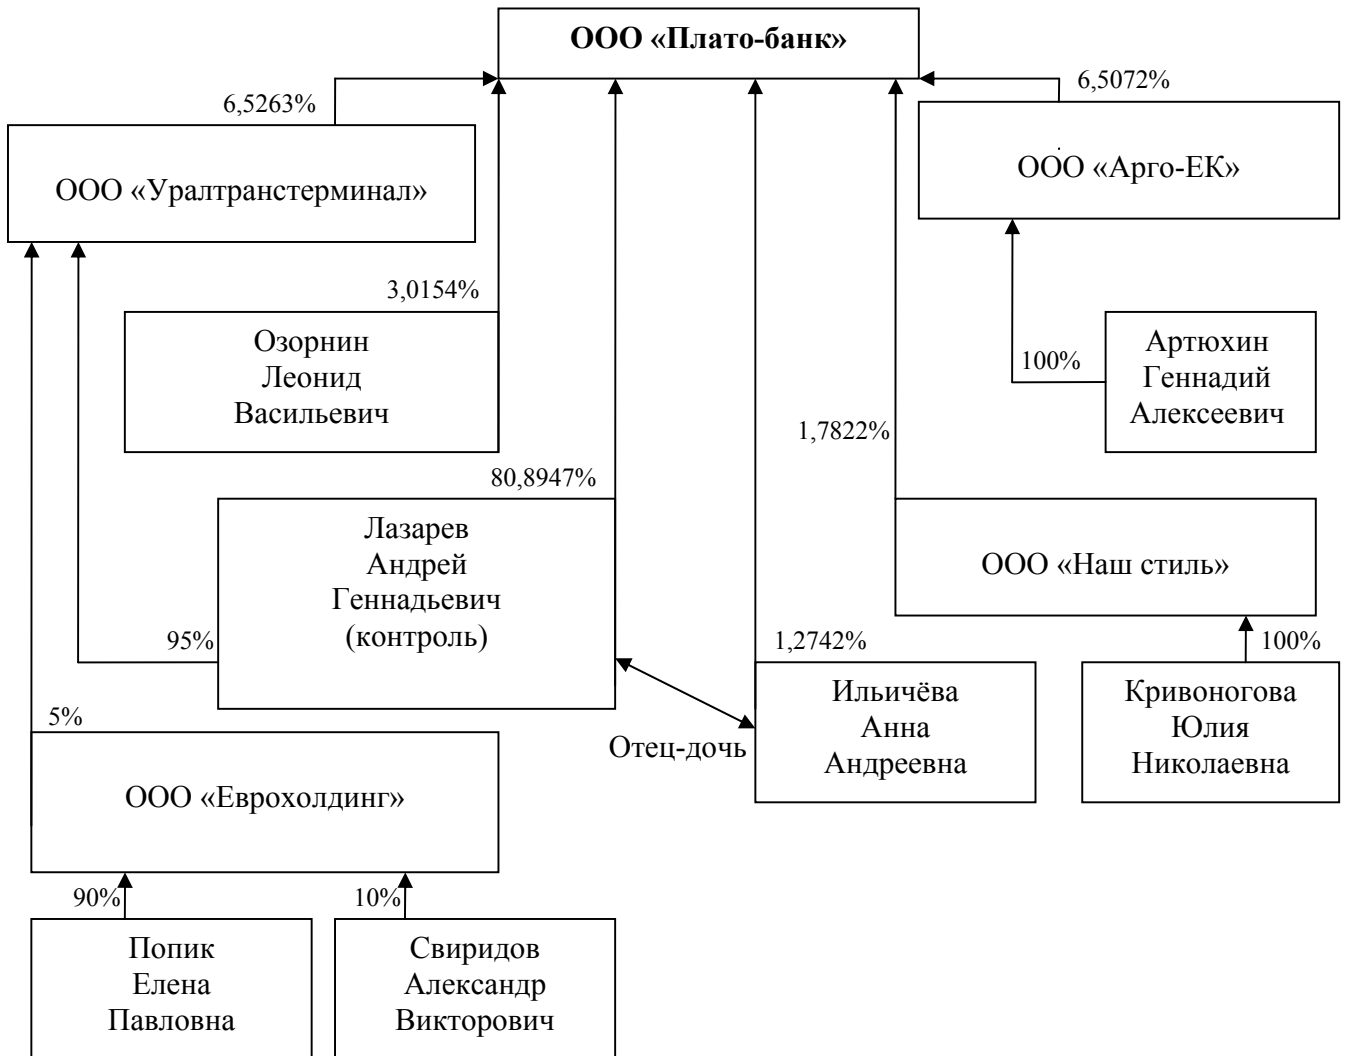 ООО «Плато-банк»
6,5263%
6,5072%
ООО «Уралтранстерминал»
ООО «Арго-ЕК»
3,0154%
Озорнин
Леонид
Васильевич
100%
Артюхин
Геннадий
Алексеевич
1,7822%
80,8947%
Лазарев
Андрей
Геннадьевич
(контроль)
ООО «Наш стиль»
95%
1,2742%
100%
Ильичёва
Анна
Андреевна
Кривоногова
Юлия
Николаевна
Отец-дочь
5%
ООО «Еврохолдинг»
90%
10%
Попик
Елена
Павловна
Свиридов
Александр
Викторович